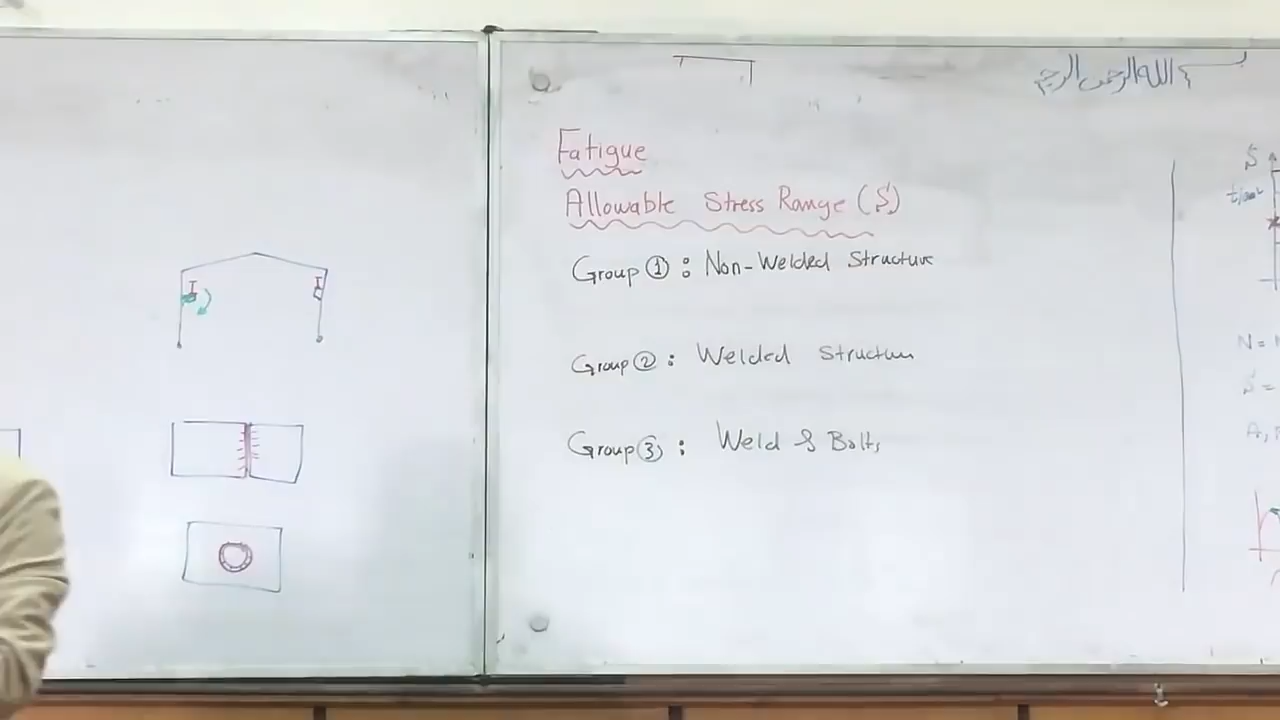 بسم الله الرحمن الرحيم
Fatigue
Allowable Stress Range (S)
Group ① : Non-Welded Structure
Group ② : Welded Structure
Group ③ : Weld & Bolts
S
t/cm²
N =
S =
A,